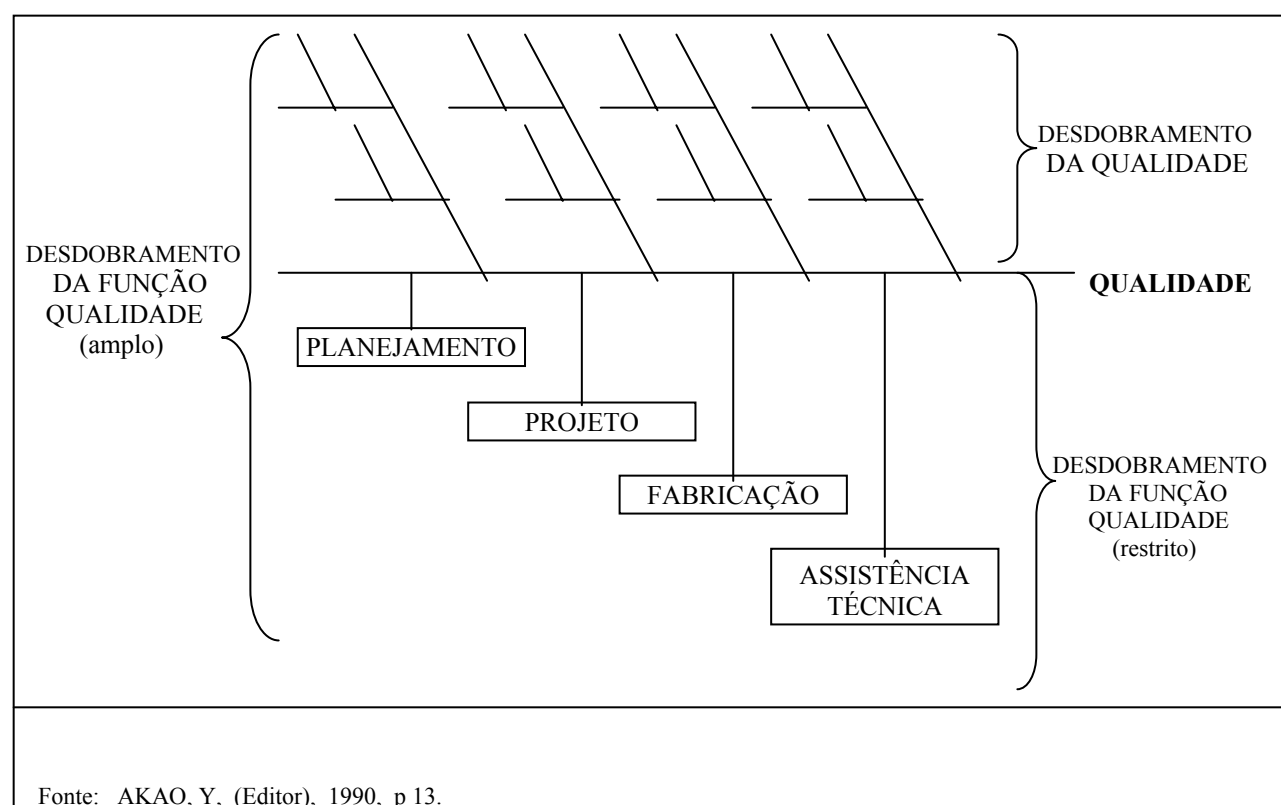 DESDOBRAMENTO
DA QUALIDADE
DESDOBRAMENTO
DA FUNÇÃO
QUALIDADE
(amplo)
QUALIDADE
PLANEJAMENTO
PROJETO
FABRICAÇÃO
ASSISTÊNCIA
TÉCNICA
DESDOBRAMENTO
DA FUNÇÃO
QUALIDADE
(restrito)
Fonte: AKAO, Y, (Editor), 1990, p 13.